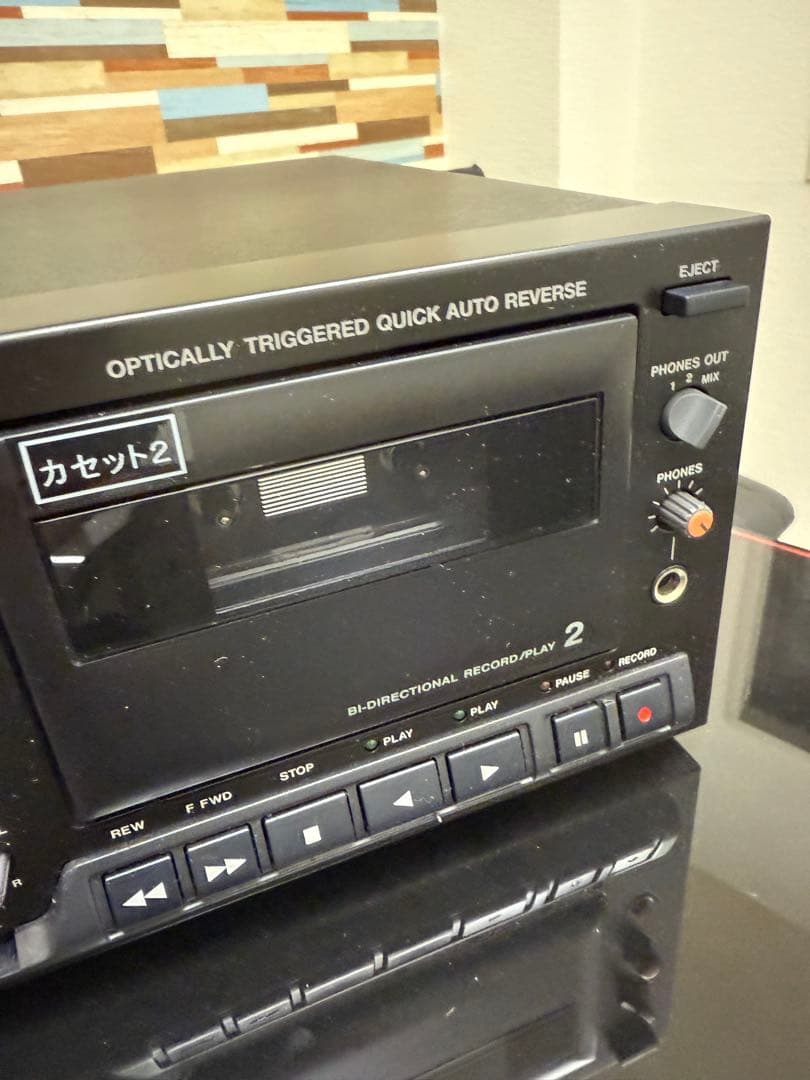 OPTICALLY TRIGGERED QUICK AUTO REVERSE
EJECT
PHONES OUT
1 2 MIX
カセット2
PHONES
BI-DIRECTIONAL RECORD/PLAY 2
REW
F FWD
STOP
PLAY
PLAY
PAUSE
RECORD
R